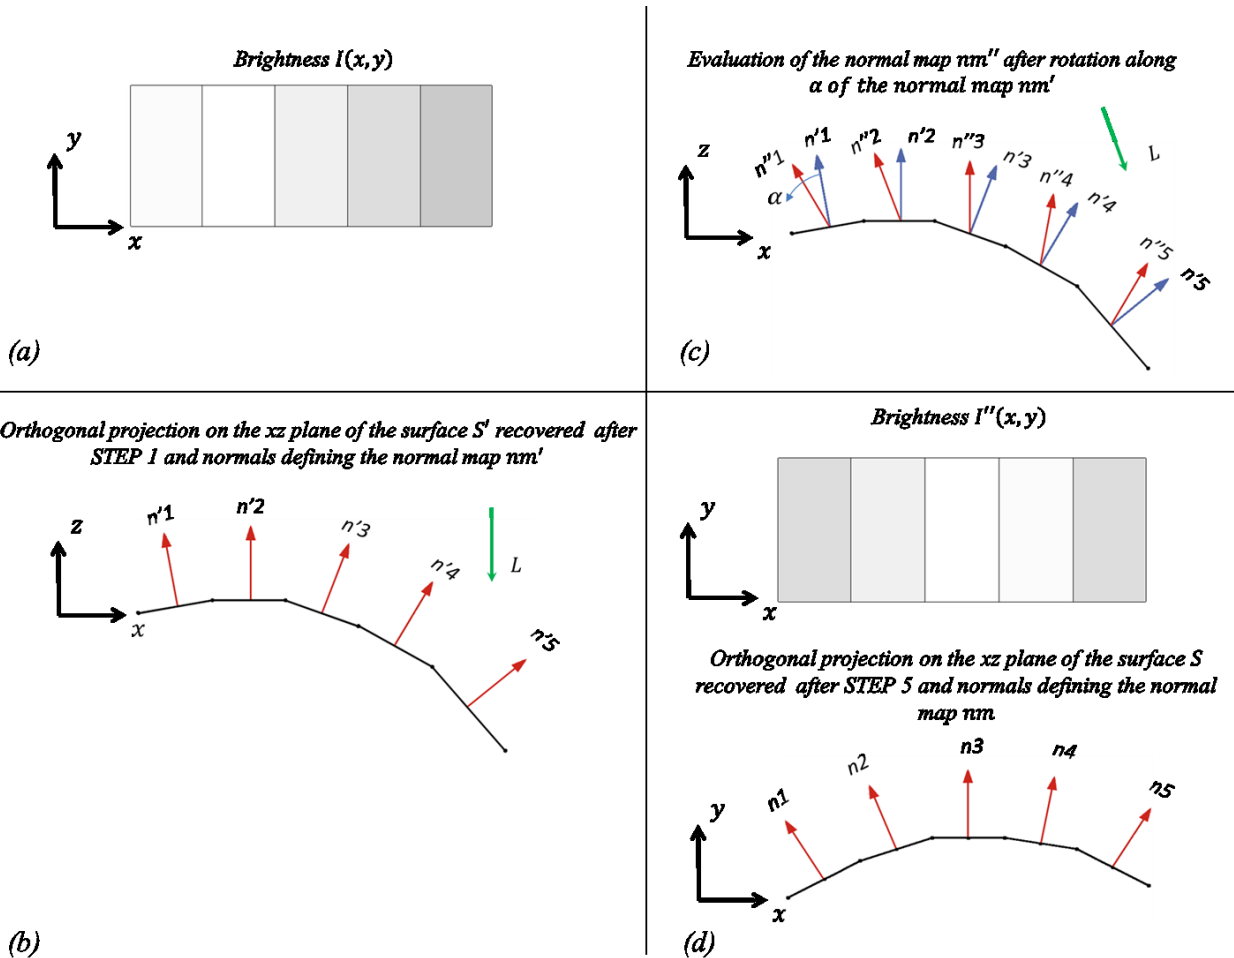 Brightness I(x, y)
y
x
(a)
Evaluation of the normal map nm″ after rotation along
α of the normal map nm′
z
x
n″1
n′1
α
n″2
n′2
n″3
n′3
n″4
n′4
n″5
n′5
L
(c)
Orthogonal projection on the xz plane of the surface S′ recovered after
STEP 1 and normals defining the normal map nm′
z
x
n′1
n′2
n′3
n′4
n′5
L
(b)
Brightness I″(x, y)
y
x
Orthogonal projection on the xz plane of the surface S
recovered after STEP 5 and normals defining the normal
map nm
y
x
n1
n2
n3
n4
n5
(d)